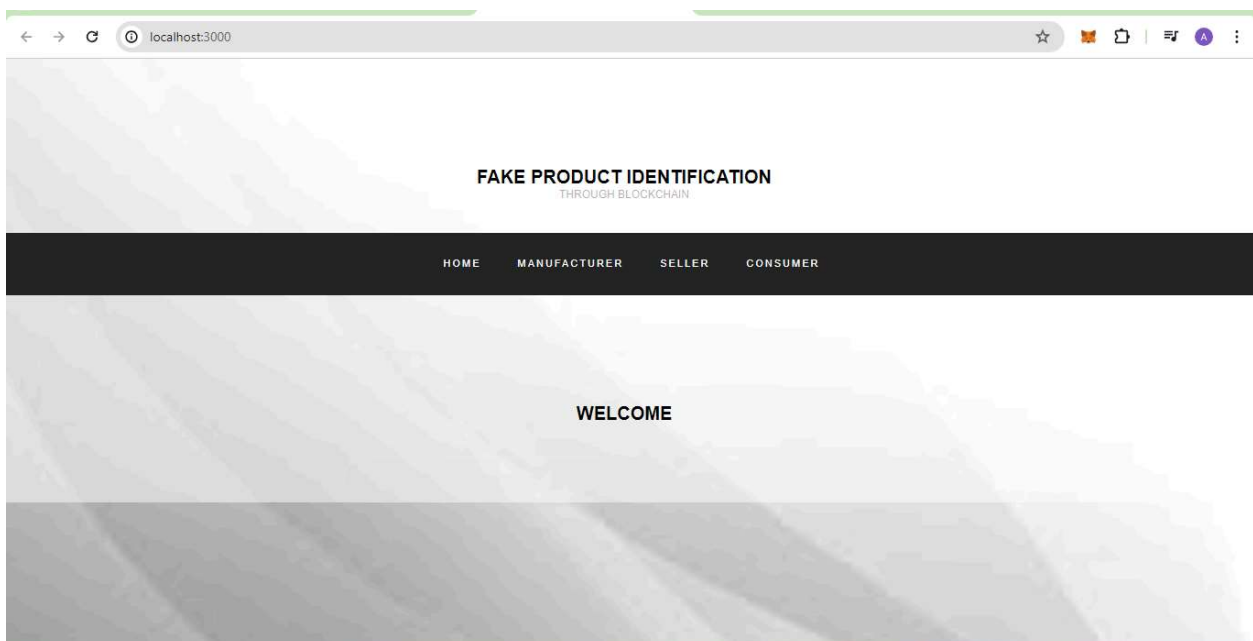 localhost:3000
A
FAKE PRODUCT IDENTIFICATION
THROUGH BLOCKCHAIN
HOME MANUFACTURER SELLER CONSUMER
WELCOME